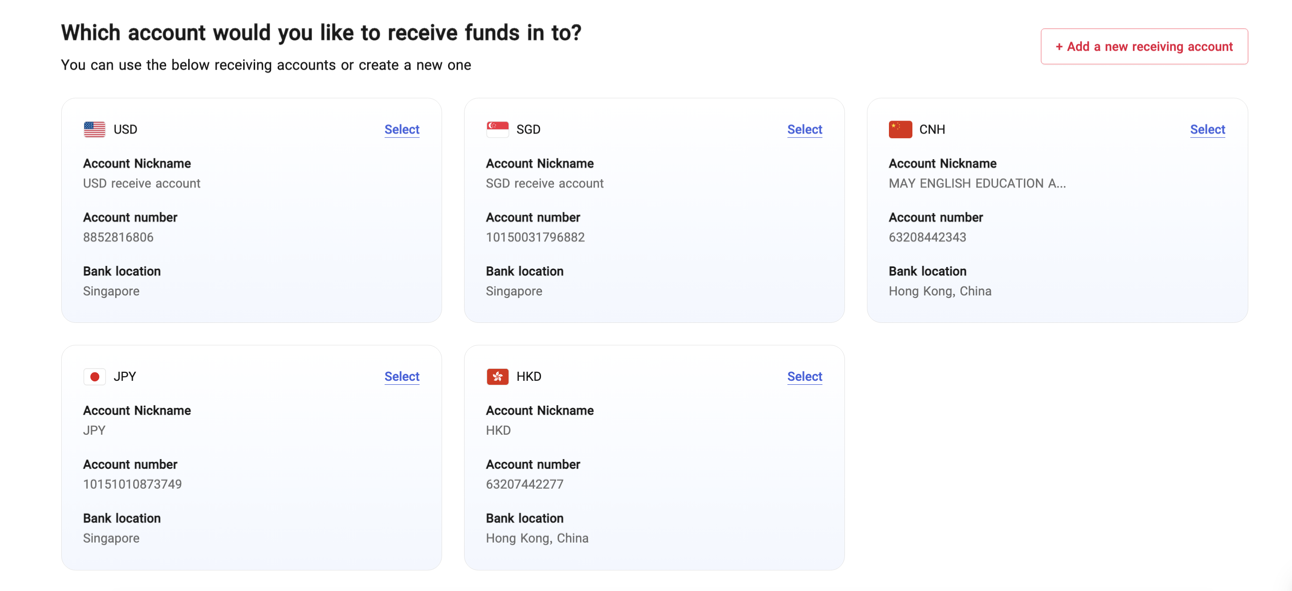 Which account would you like to receive funds in to?
You can use the below receiving accounts or create a new one
+ Add a new receiving account
USD
Select
Account Nickname
USD receive account
Account number
8852816806
Bank location
Singapore
SGD
Select
Account Nickname
SGD receive account
Account number
10150031796882
Bank location
Singapore
CNH
Select
Account Nickname
MAY ENGLISH EDUCATION A...
Account number
63208442343
Bank location
Hong Kong, China
JPY
Select
Account Nickname
JPY
Account number
10151010873749
Bank location
Singapore
HKD
Select
Account Nickname
HKD
Account number
63207442277
Bank location
Hong Kong, China